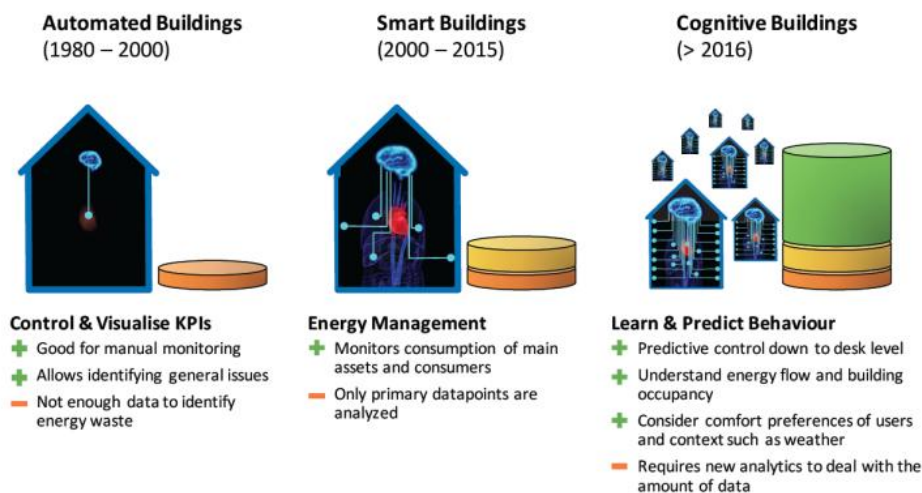 Automated Buildings
(1980 – 2000)
Smart Buildings
(2000 – 2015)
Cognitive Buildings
(> 2016)
Control & Visualise KPIs
Good for manual monitoring
Allows identifying general issues
Not enough data to identify
energy waste
Energy Management
Monitors consumption of main
assets and consumers
Only primary datapoints are
analyzed
Learn & Predict Behaviour
Predictive control down to desk level
Understand energy flow and building
occupancy
Consider comfort preferences of users
and context such as weather
Requires new analytics to deal with the
amount of data